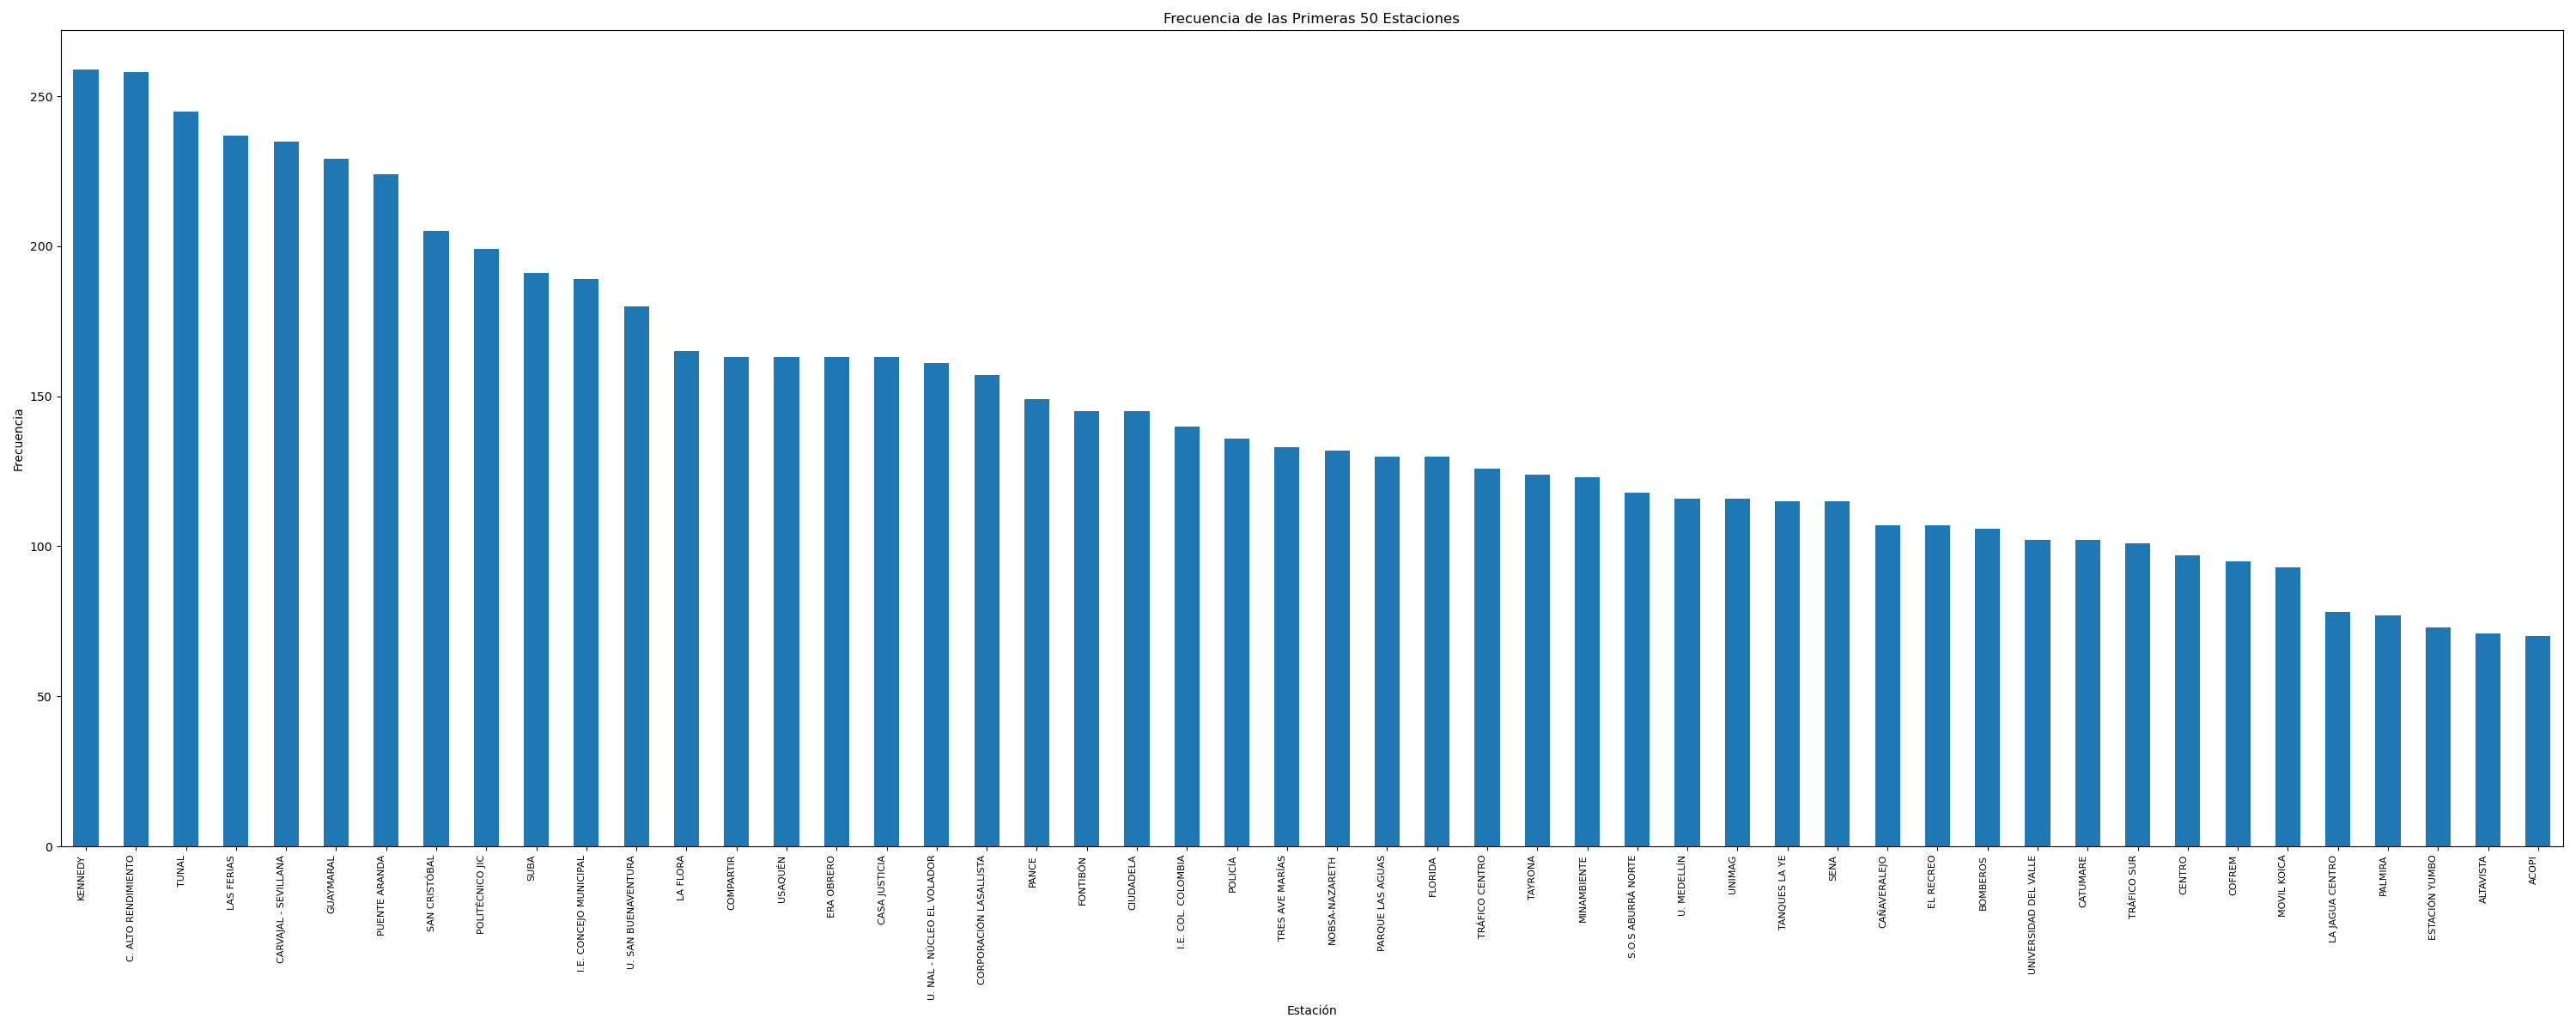 Frecuencia de las Primeras 50 Estaciones
Frecuencia
250
200
150
100
50
0
KENNEDY
C. ALTO RENDIMIENTO
TUNAL
LAS FERIAS
CARVAJAL - SEVILLANA
GUAYMARAL
PUENTE ARANDA
SAN CRISTÓBAL
POLITÉCNICO JIC
SUBA
I.E. CONCEJO MUNICIPAL
U. SAN BUENAVENTURA
LA FLORA
COMPARTIR
USAQUÉN
ERA OBRERO
CASA JUSTICIA
U. NAL - NÚCLEO EL VOLADOR
CORPORACIÓN LASALLISTA
PANCE
FONTIBÓN
CIUDADELA
I.E. COL. COLOMBIA
POLICÍA
TRES AVE MARÍAS
NOBSA-NAZARETH
PARQUE LAS AGUAS
FLORIDA
TRÁFICO CENTRO
TAYRONA
MINAMBIENTE
S.O.S ABURRÁ NORTE
U. MEDELLÍN
UNIMAG
TANQUES LA YE
SENA
CAÑAVERALEJO
EL RECREO
BOMBEROS
UNIVERSIDAD DEL VALLE
CATUMARE
TRÁFICO SUR
CENTRO
COFREM
MOVIL KOICA
LA JAGUA CENTRO
PALMIRA
ESTACIÓN YUMBO
ALTAVISTA
ACOPI
Estación